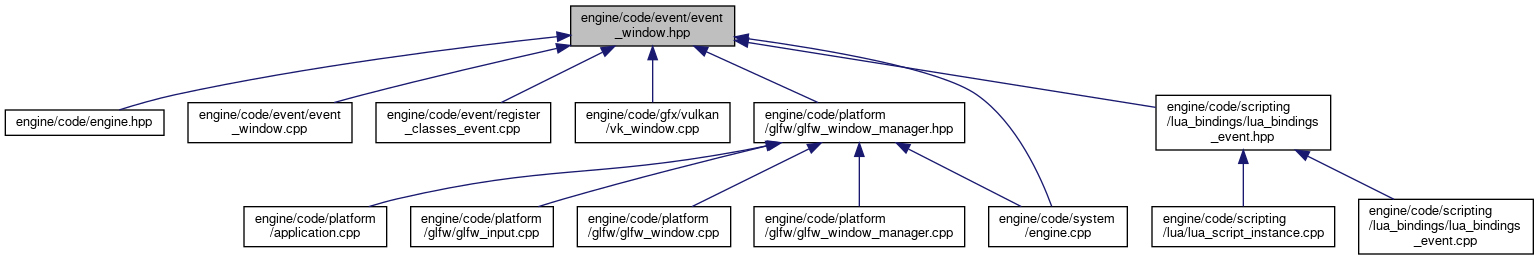 engine/code/event/event
_window.hpp
engine/code/engine.hpp
engine/code/event/event
_window.cpp
engine/code/event/register
_classes_event.cpp
engine/code/gfx/vulkan
/vk_window.cpp
engine/code/platform
/glfw/glfw_window_manager.hpp
engine/code/scripting
/lua_bindings/lua_bindings
_event.hpp
engine/code/platform
/application.cpp
engine/code/platform
/glfw/glfw_input.cpp
engine/code/platform
/glfw/glfw_window.cpp
engine/code/platform
/glfw/glfw_window_manager.cpp
engine/code/system
/engine.cpp
engine/code/scripting
/lua/lua_script_instance.cpp
engine/code/scripting
/lua_bindings/lua_bindings
_event.cpp